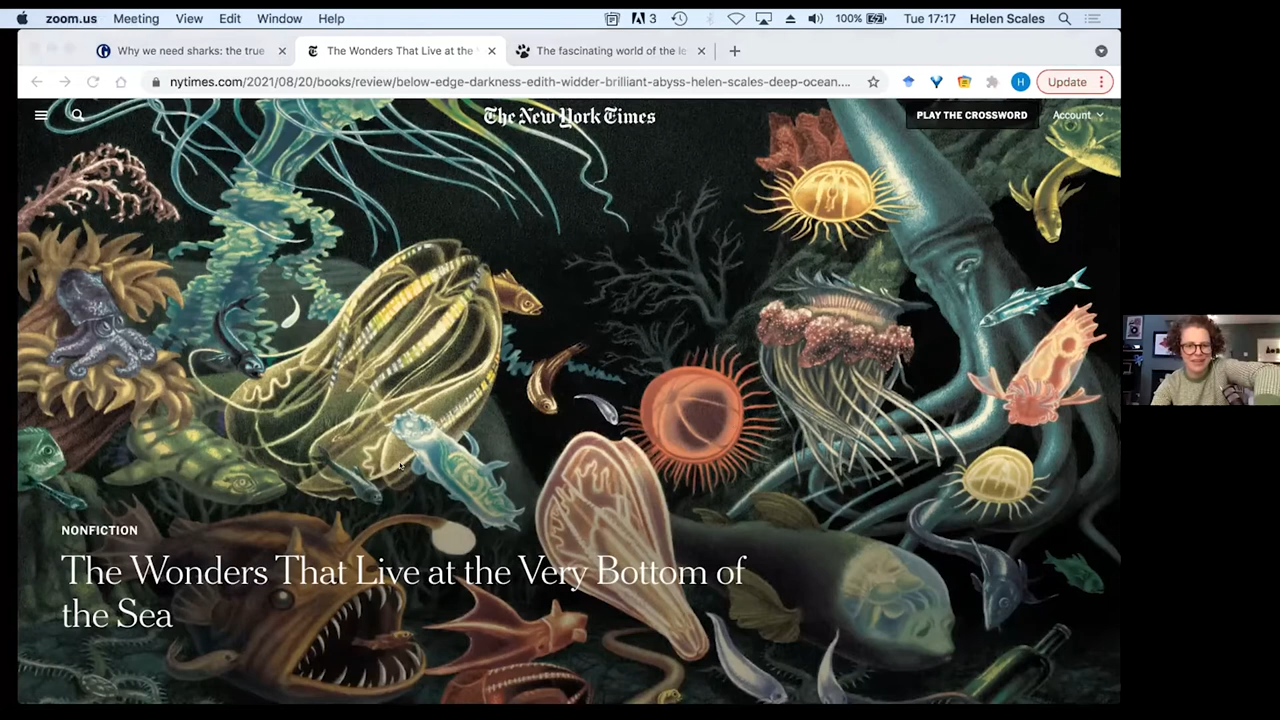 zoom.us Meeting View Edit Window Help 3 100% Tue 17:17 Helen Scales
Why we need sharks: the true The Wonders That Live at the The fascinating world of the le
nytimes.com/2021/08/20/books/review/below-edge-darkness-edith-widder-brilliant-abyss-helen-scales-deep-ocean.... H Update
The New York Times PLAY THE CROSSWORD Account
NONFICTION
The Wonders That Live at the Very Bottom of
the Sea